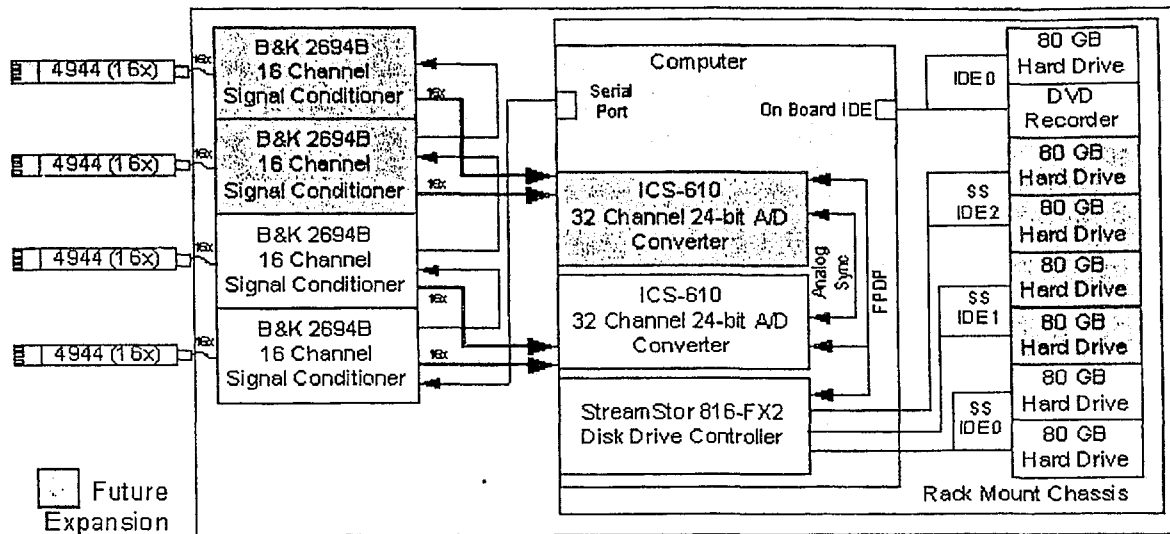 4944 (16x)
16x
B&K 2694B
16 Channel
Signal Conditioner
16x
4944 (16x)
16x
B&K 2694B
16 Channel
Signal Conditioner
16x
4944 (16x)
16x
B&K 2694B
16 Channel
Signal Conditioner
16x
4944 (16x)
16x
B&K 2694B
16 Channel
Signal Conditioner
16x
Computer
Serial
Port
On Board IDE
ICS-610
32 Channel 24-bit A/D
Converter
ICS-610
32 Channel 24-bit A/D
Converter
Analog
Sync
FPDP
StreamStor 816-FX2
Disk Drive Controller
IDE0
SS
IDE2
SS
IDE1
SS
IDE0
80 GB
Hard Drive
DVD
Recorder
80 GB
Hard Drive
80 GB
Hard Drive
80 GB
Hard Drive
80 GB
Hard Drive
80 GB
Hard Drive
80 GB
Hard Drive
Rack Mount Chassis
Future
Expansion